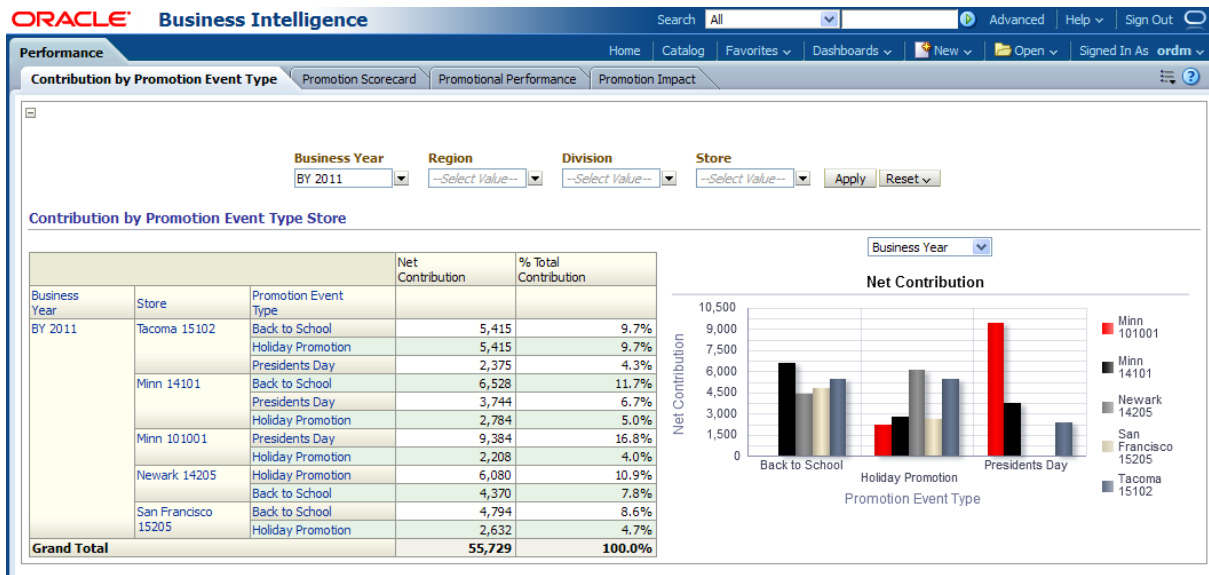 ORACLE Business Intelligence Search All Advanced Help Sign Out
Performance Home Catalog Favorites Dashboards New Open Signed In As ordm
Contribution by Promotion Event Type Promotion Scorecard Promotional Performance Promotion Impact
Business Year Region Division Store
BY 2011 --Select Value-- --Select Value-- --Select Value-- Apply Reset
Contribution by Promotion Event Type Store
Net Contribution % Total Contribution
Business Year Store Promotion Event Type
BY 2011 Tacoma 15102 Back to School 5,415 9.7%
Holiday Promotion 5,415 9.7%
Presidents Day 2,375 4.3%
Minn 14101 Back to School 6,528 11.7%
Presidents Day 3,744 6.7%
Holiday Promotion 2,784 5.0%
Minn 101001 Presidents Day 9,384 16.8%
Holiday Promotion 2,208 4.0%
Newark 14205 Holiday Promotion 6,080 10.9%
Back to School 4,370 7.8%
San Francisco 15205 Back to School 4,794 8.6%
Holiday Promotion 2,632 4.7%
Grand Total 55,729 100.0%
Business Year
Net Contribution
Net Contribution
10,500
9,000
7,500
6,000
4,500
3,000
1,500
0
Back to School
Holiday Promotion
Presidents Day
Promotion Event Type
Minn
101001
Minn
14101
Newark
14205
San
Francisco
15205
Tacoma
15102